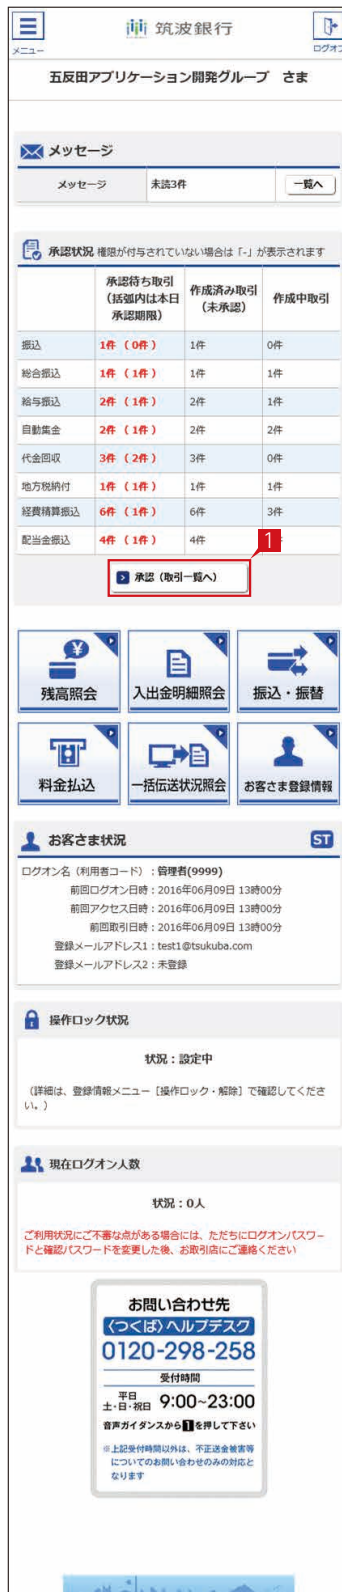 筑波銀行
メニュー
ログオフ
五反田アプリケーション開発グループ　さま
メッセージ
メッセージ 未読3件 一覧へ
承認状況 権限が付与されていない場合は「-」が表示されます
承認待ち取引
(括弧内は本日
承認期限)
作成済み取引
(未承認)
作成中取引
振込 1件 ( 0件 ) 1件 0件
総合振込 1件 ( 1件 ) 1件 1件
給与振込 2件 ( 1件 ) 2件 1件
自動集金 2件 ( 1件 ) 2件 2件
代金回収 3件 ( 2件 ) 3件 0件
地方税納付 1件 ( 1件 ) 1件 1件
経費精算振込 6件 ( 1件 ) 6件 3件
配当金振込 4件 ( 1件 ) 4件
1
承認（取引一覧へ）
残高照会 入出金明細照会 振込・振替
料金払込 一括伝送状況照会 お客さま登録情報
お客さま状況 ST
ログオン名（利用者コード）：管理者(9999)
前回ログオン日時：2016年06月09日 13時00分
前回アクセス日時：2016年06月09日 13時00分
前回取引日時：2016年06月09日 13時00分
登録メールアドレス1：test1@tsukuba.com
登録メールアドレス2：未登録
操作ロック状況
状況：設定中
（詳細は、登録情報メニュー［操作ロック・解除］で確認してくださ
い。）
現在ログオン人数
状況：0人
ご利用状況にご不審な点がある場合には、ただちにログオンパスワー
ドと確認パスワードを変更した後、お取引店にご連絡ください
お問い合わせ先
〈つくば〉ヘルプデスク
0120-298-258
受付時間
平日
土・日・祝日 9:00~23:00
音声ガイダンスから1を押して下さい
※上記受付時間以外は、不正送金被害等
についてのお問い合わせのみの対応と
なります